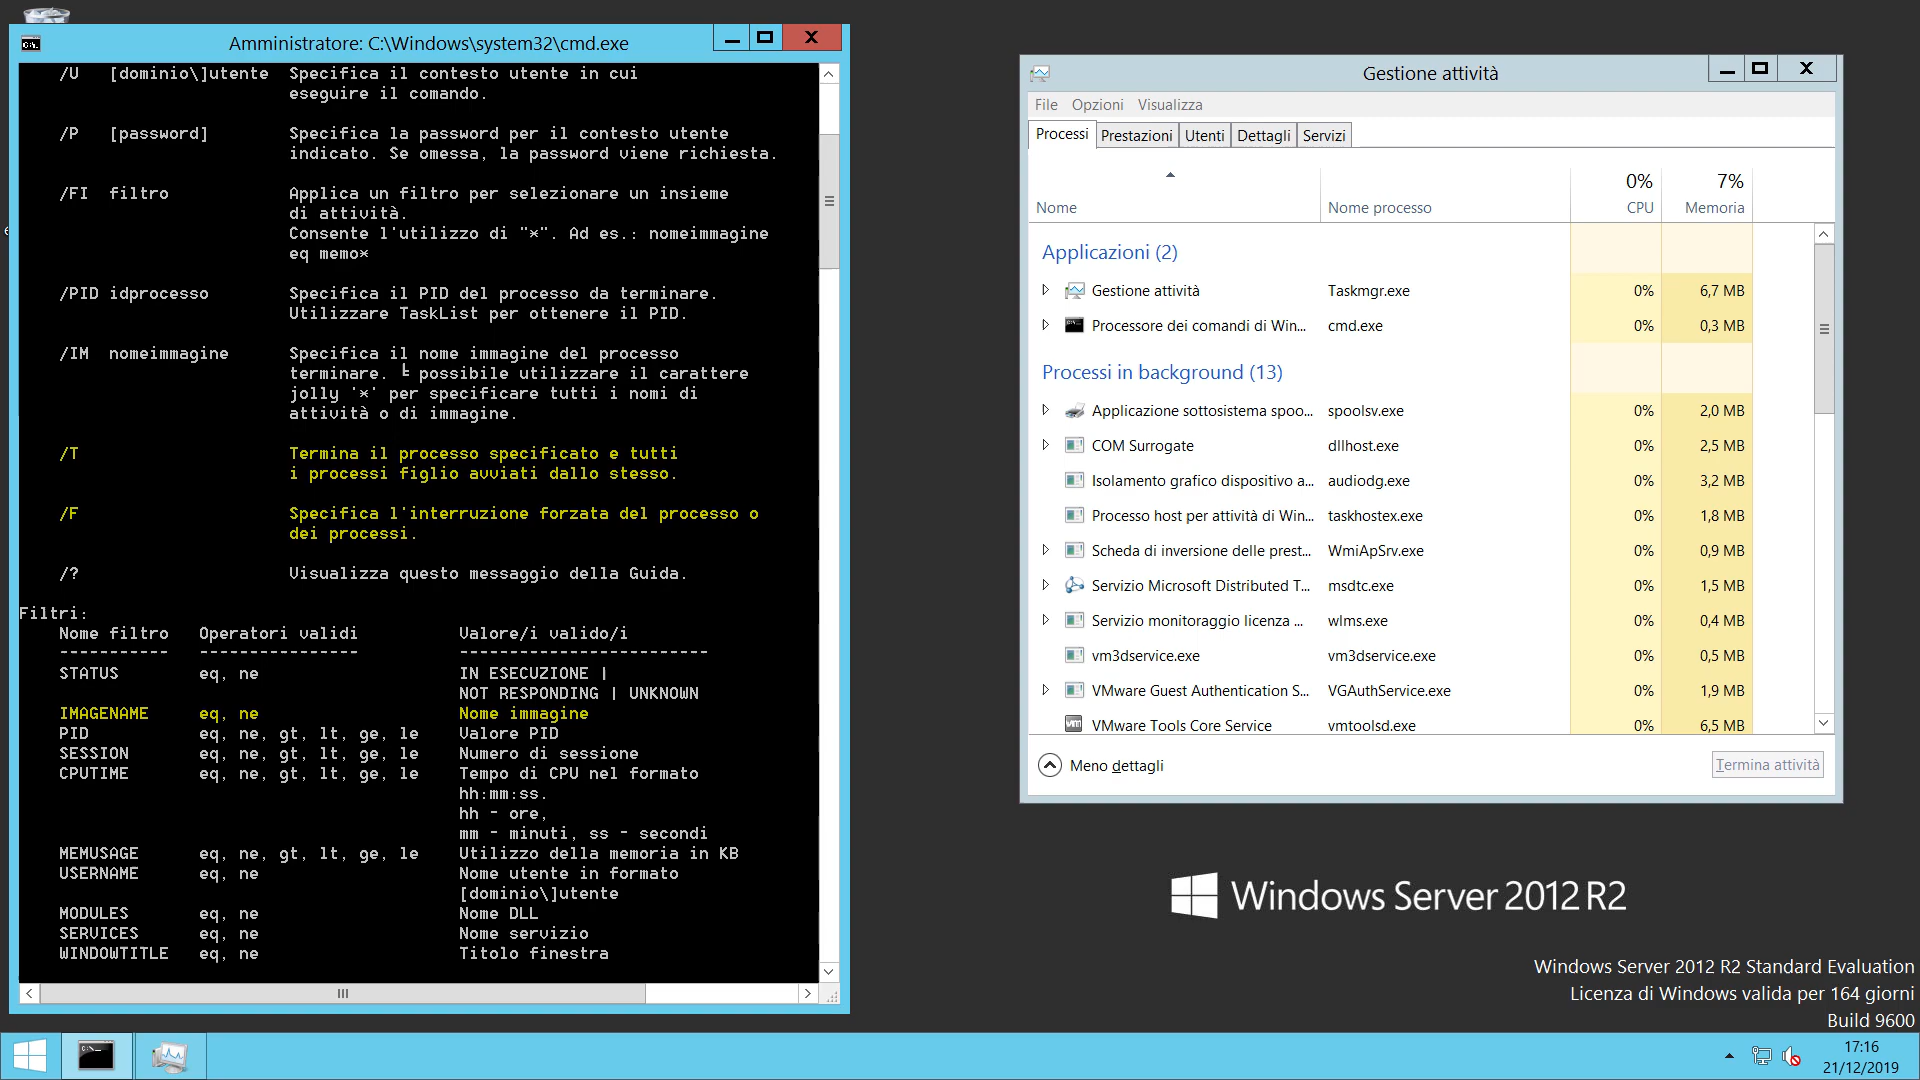 Amministratore: C:\Windows\system32\cmd.exe
/U [dominio\]utente Specifica il contesto utente in cui
eseguire il comando.
/P [password] Specifica la password per il contesto utente
indicato. Se omessa, la password viene richiesta.
/FI filtro Applica un filtro per selezionare un insieme
di attività.
Consente l'utilizzo di "*". Ad es.: nomeimmagine
eq memo*
/PID idprocesso Specifica il PID del processo da terminare.
Utilizzare TaskList per ottenere il PID.
/IM nomeimmagine Specifica il nome immagine del processo
terminare. ╘ possibile utilizzare il carattere
jolly '*' per specificare tutti i nomi di
attività o di immagine.
/T Termina il processo specificato e tutti
i processi figlio avviati dallo stesso.
/F Specifica l'interruzione forzata del processo o
dei processi.
/? Visualizza questo messaggio della Guida.
Filtri:
Nome filtro Operatori validi Valore/i valido/i
----------- ---------------- -------------------------
STATUS eq, ne IN ESECUZIONE |
NOT RESPONDING | UNKNOWN
IMAGENAME eq, ne Nome immagine
PID eq, ne, gt, lt, ge, le Valore PID
SESSION eq, ne, gt, lt, ge, le Numero di sessione
CPUTIME eq, ne, gt, lt, ge, le Tempo di CPU nel formato
hh:mm:ss.
hh - ore,
mm - minuti, ss - secondi
MEMUSAGE eq, ne, gt, lt, ge, le Utilizzo della memoria in KB
USERNAME eq, ne Nome utente in formato
[dominio\]utente
MODULES eq, ne Nome DLL
SERVICES eq, ne Nome servizio
WINDOWTITLE eq, ne Titolo finestra
Gestione attività
File Opzioni Visualizza
Processi Prestazioni Utenti Dettagli Servizi
0% 7%
Nome Nome processo CPU Memoria
Applicazioni (2)
Gestione attività Taskmgr.exe 0% 6,7 MB
Processore dei comandi di Win... cmd.exe 0% 0,3 MB
Processi in background (13)
Applicazione sottosistema spoo... spoolsv.exe 0% 2,0 MB
COM Surrogate dllhost.exe 0% 2,5 MB
Isolamento grafico dispositivo a... audiodg.exe 0% 3,2 MB
Processo host per attività di Win... taskhostex.exe 0% 1,8 MB
Scheda di inversione delle prest... WmiApSrv.exe 0% 0,9 MB
Servizio Microsoft Distributed T... msdtc.exe 0% 1,5 MB
Servizio monitoraggio licenza ... wlms.exe 0% 0,4 MB
vm3dservice.exe vm3dservice.exe 0% 0,5 MB
VMware Guest Authentication S... VGAuthService.exe 0% 1,9 MB
VMware Tools Core Service vmtoolsd.exe 0% 6,5 MB
Meno dettagli Termina attività
Windows Server 2012 R2
Windows Server 2012 R2 Standard Evaluation
Licenza di Windows valida per 164 giorni
Build 9600
17:16
21/12/2019